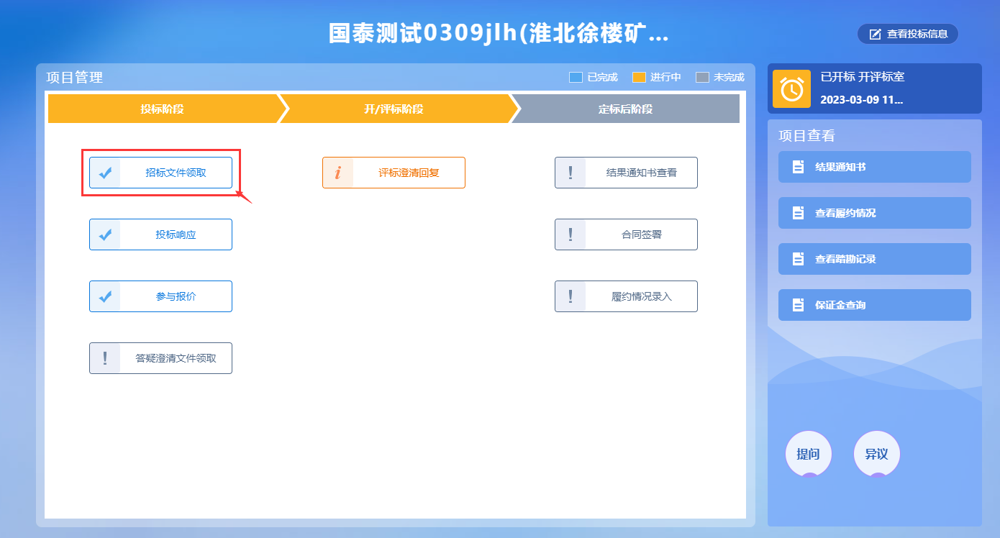 国泰测试0309jlh(淮北徐楼矿...
查看投标信息
项目管理
已完成
进行中
未完成
投标阶段
开/评标阶段
定标后阶段
招标文件领取
评标澄清回复
结果通知书查看
投标响应
合同签署
参与报价
履约情况录入
答疑澄清文件领取
已开标 开评标室
2023-03-09 11...
项目查看
结果通知书
查看履约情况
查看踏勘记录
保证金查询
提问
异议